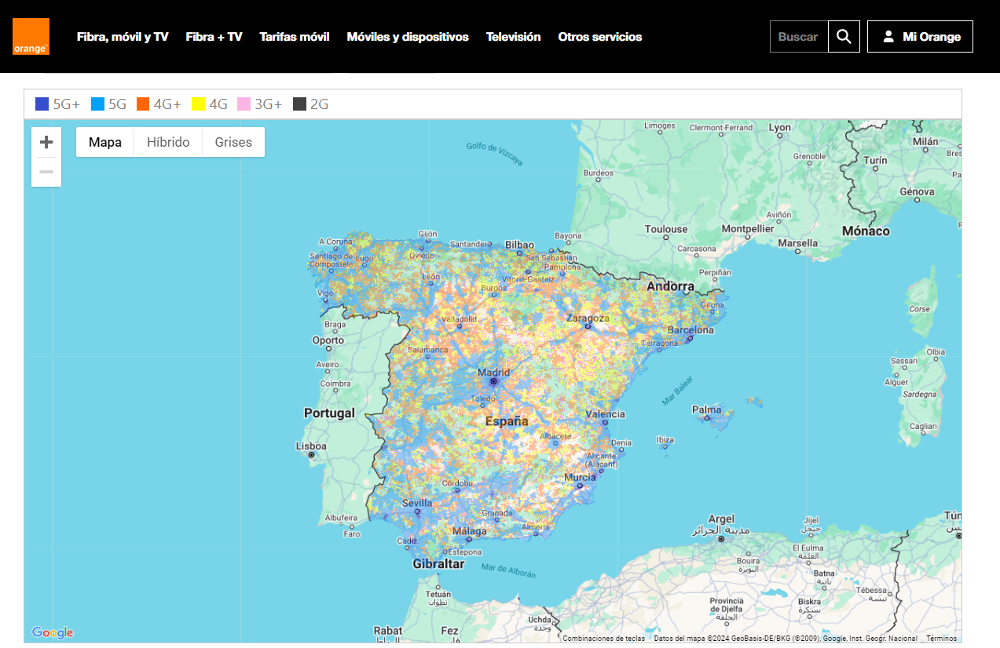 orange™
Fibra, móvil y TV
Fibra + TV
Tarifas móvil
Móviles y dispositivos
Televisión
Otros servicios
Buscar
Mi Orange
5G+ 5G 4G+ 4G 3G+ 2G
+
−
Mapa
Híbrido
Grises
Golfo de Vizcaya
Limoges
Clermont-Ferrand
Lyon
Milán
Grenoble
Turín
Burdeos
Génova
Aviñón
Toulouse
Montpellier
Mónaco
Bayona
Carcasona
Marsella
Perpiñán
Andorra
Corse
A Coruña
Gijón
Santander
Bilbao
Santiago de
Compostela
Lugo
Oviedo
San Sebastián
Pamplona
León
Vitoria-Gasteiz
Burgos
Vigo
Girona
Braga
Valladolid
Zaragoza
Barcelona
Oporto
Tarragona
Salamanca
Aveiro
Madrid
Coimbra
Toledo
Mar Balear
Sassari
Olbia
Alguer
Sardegna
Portugal
España
Valencia
Palma
Cagliari
Lisboa
Albacete
Denia
Ibiza
Alicante
(Alacant)
Murcia
Córdoba
Sevilla
Granada
Albufeira
Faro
Málaga
Almería
Cádiz
Estepona
Gibraltar
Mar de Alborán
Argel
مدينة الجزائر
Jijel
جيجل
El Eulma
العلمة
Bouira
البويرة
Batna
باتنة
Tébessa
تبسة
Tetuán
تطوان
Provincia
de Djelfa
الجلفة
Biskra
بسكرة
Uchda
وجدة
Rabat
Fez
Google
Combinaciones de teclas
Datos del mapa ©2024 GeoBasis-DE/BKG (©2009), Google, Inst. Geogr. Nacional
Términos